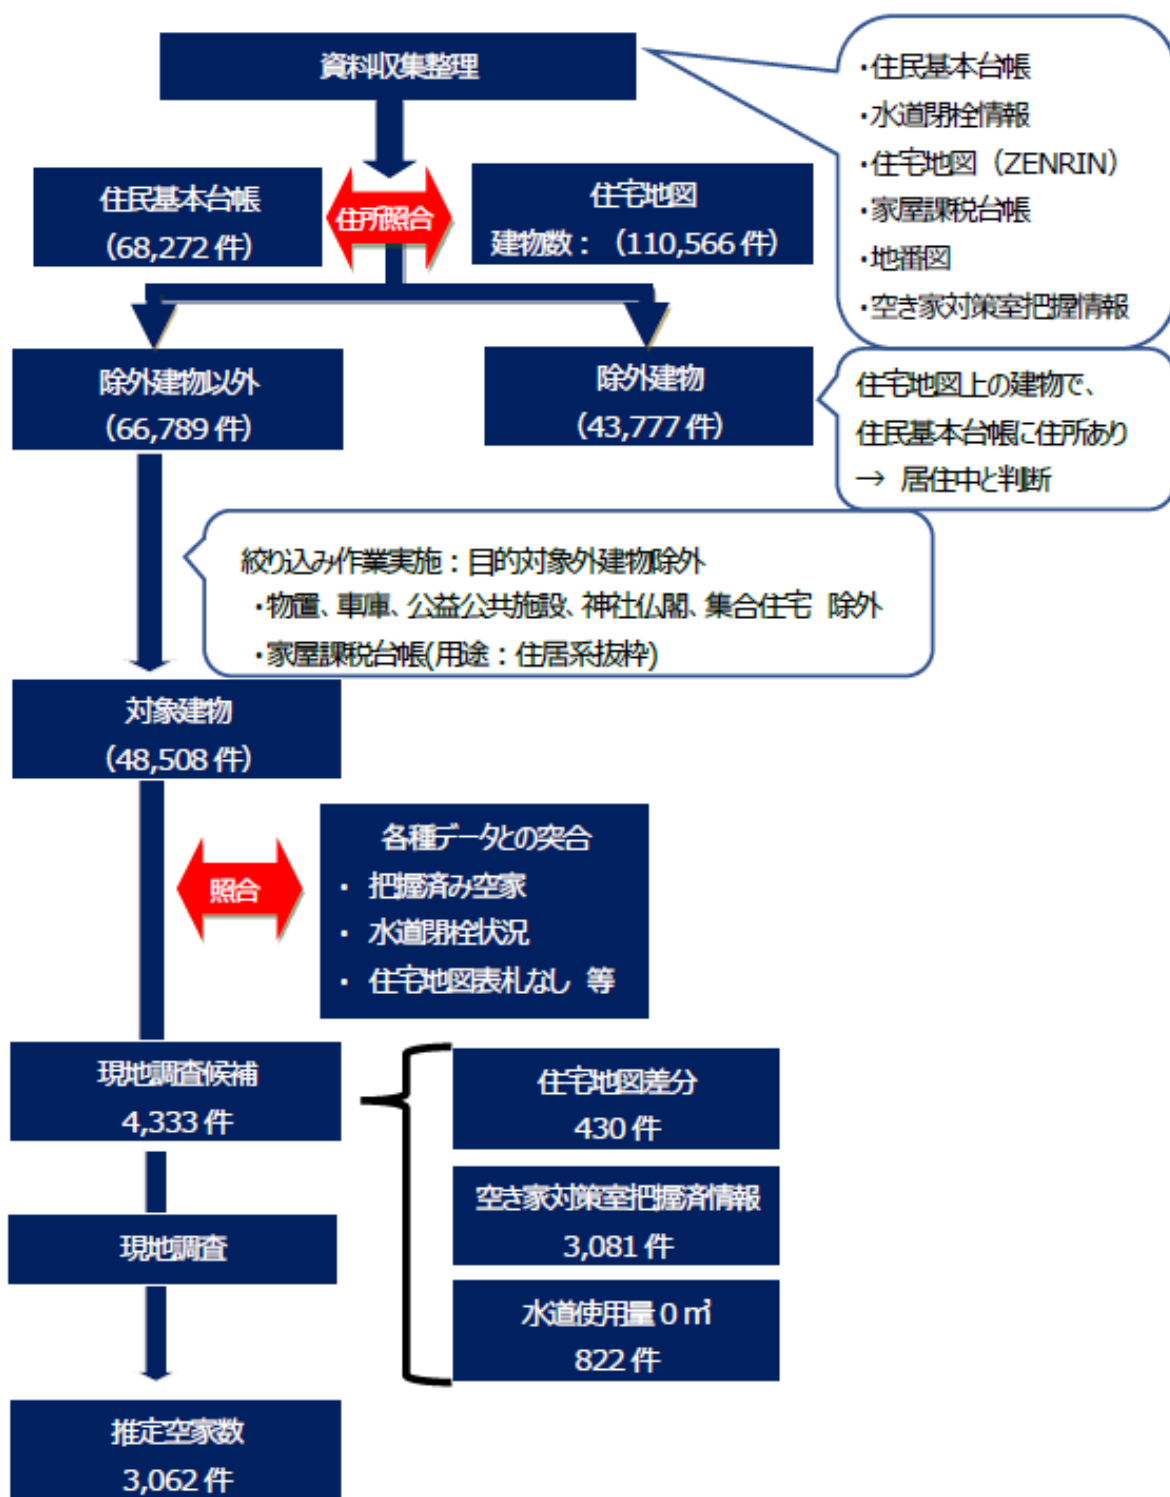 資料収集整理
・住民基本台帳
・水道閉栓情報
・住宅地図（ZENRIN）
・家屋課税台帳
・地番図
・空き家対策室把握情報
住民基本台帳
（68,272 件）
住所照合
住宅地図
建物数：（110,566 件）
除外建物以外
（66,789 件）
除外建物
（43,777 件）
住宅地図上の建物で、
住民基本台帳に住所あり
→ 居住中と判断
絞り込み作業実施：目的対象外建物除外
・物置、車庫、公益公共施設、神社仏閣、集合住宅 除外
・家屋課税台帳(用途：住居系抜粋)
対象建物
（48,508 件）
照合
各種データとの突合
・ 把握済み空家
・ 水道閉栓状況
・ 住宅地図表札なし 等
現地調査候補
4,333 件
住宅地図差分
430 件
空き家対策室把握済情報
3,081 件
水道使用量 0 ㎥
822 件
現地調査
推定空家数
3,062 件